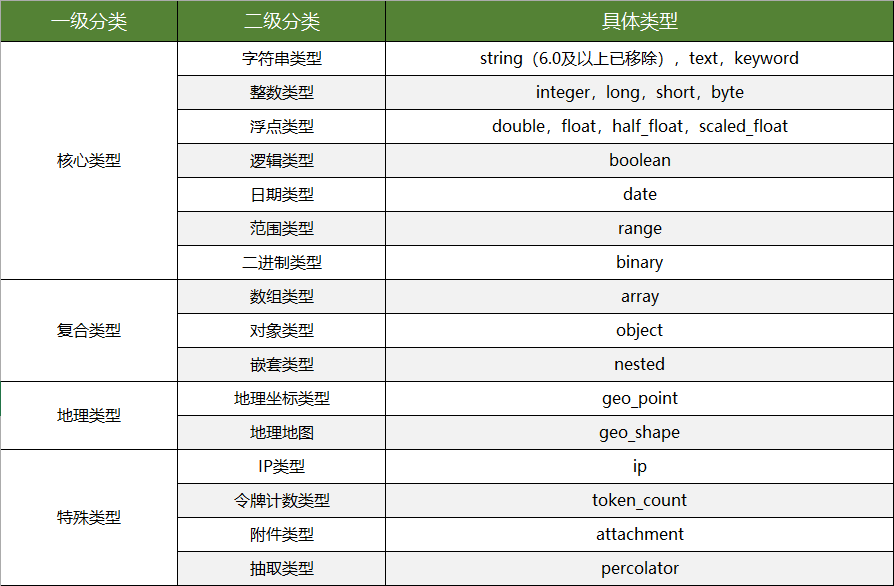 一级分类 二级分类 具体类型
核心类型 字符串类型 string（6.0及以上已移除），text，keyword
整数类型 integer，long，short，byte
浮点类型 double，float，half_float，scaled_float
逻辑类型 boolean
日期类型 date
范围类型 range
二进制类型 binary
复合类型 数组类型 array
对象类型 object
嵌套类型 nested
地理类型 地理坐标类型 geo_point
地理地图 geo_shape
特殊类型 IP类型 ip
令牌计数类型 token_count
附件类型 attachment
抽取类型 percolator